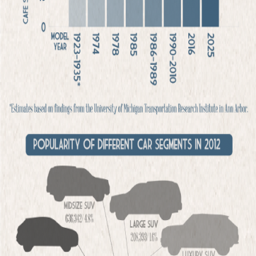 CAFE S
0
MODEL YEAR
1923-1935*
1974
1978
1985
1986-1989
1990-2010
2016
2025
*Estimates based on findings from the University of Michigan Transportation Research Institute in Ann Arbor.
POPULARITY OF DIFFERENT CAR SEGMENTS IN 2012
MIDSIZE SUV
LARGE SUV
LUXURY SUV